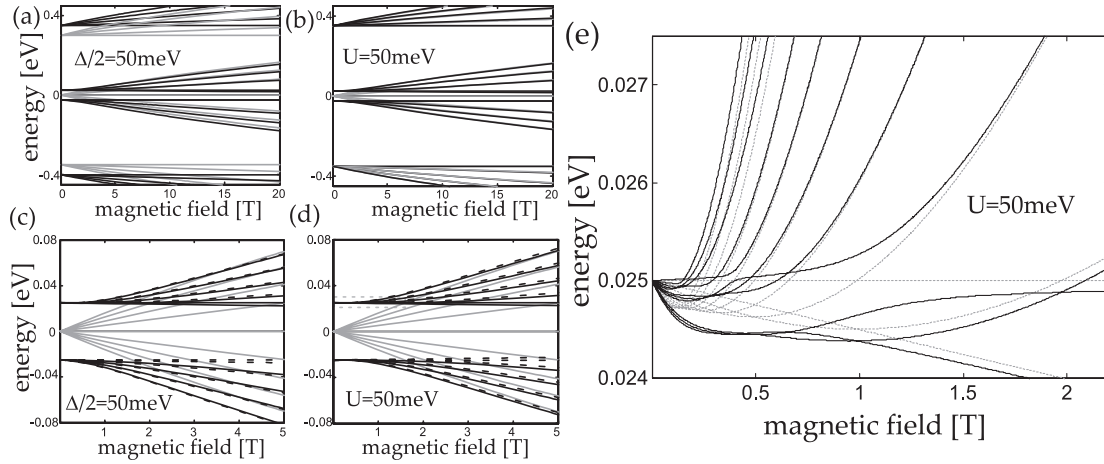 (a)
0.4
0
-0.4
energy [eV]
Δ/2=50meV
0 5 10 15 20
magnetic field [T]
(b)
0.4
0
-0.4
U=50meV
0 5 10 15 20
magnetic field [T]
(c)
0.08
0.04
0
-0.04
-0.08
energy [eV]
Δ/2=50meV
1 2 3 4 5
magnetic field [T]
(d)
0.08
0.04
0
-0.04
-0.08
U=50meV
1 2 3 4 5
magnetic field [T]
(e)
0.027
0.026
0.025
0.024
energy [eV]
U=50meV
0.5 1 1.5 2
magnetic field [T]